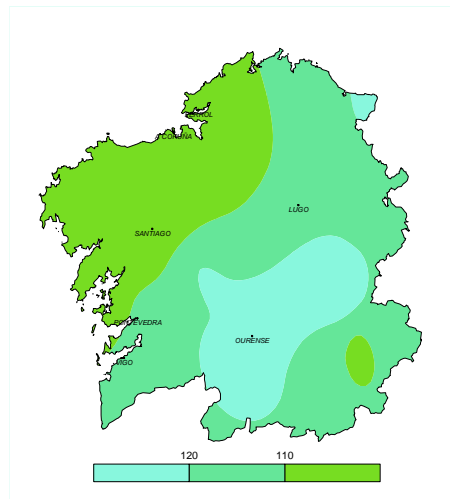 FERROL
A CORUÑA
LUGO
SANTIAGO
PONTEVEDRA
OURENSE
VIGO
120 110